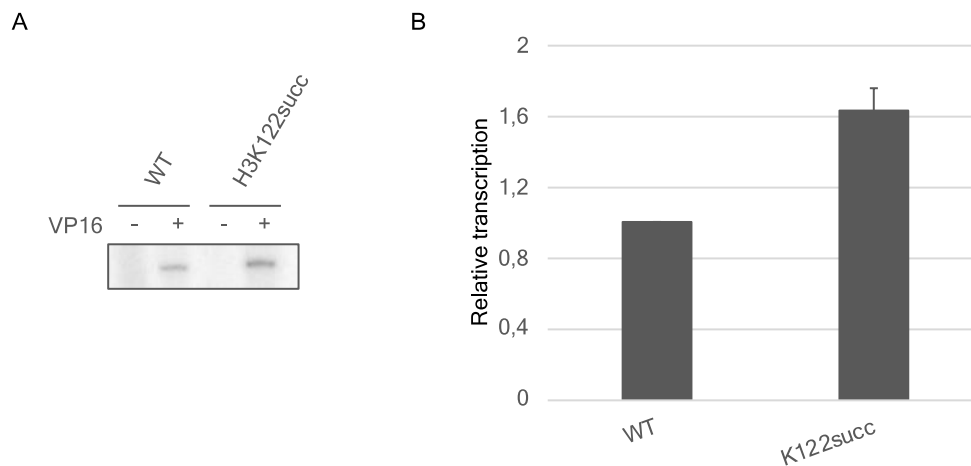 A
WT
H3K122succ
VP16
- + - +
B
Relative transcription
2
1,6
1,2
0,8
0,4
0
WT
K122succ